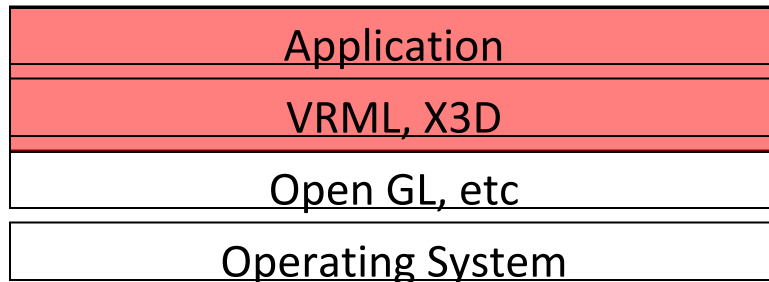 Application
VRML, X3D
Open GL, etc
Operating System